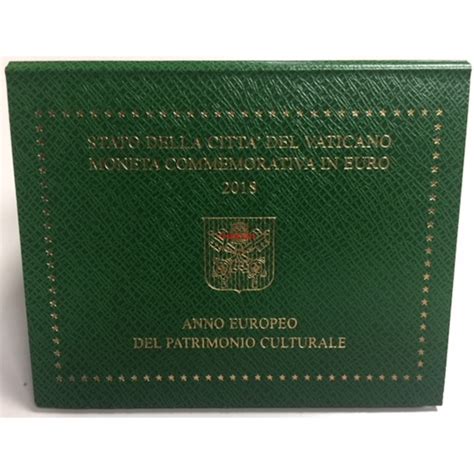 STATO DELLA CITTA' DEL VATICANO
MONETA COMMEMORATIVA IN EURO
2018
ANNO EUROPEO
DEL PATRIMONIO CULTURALE